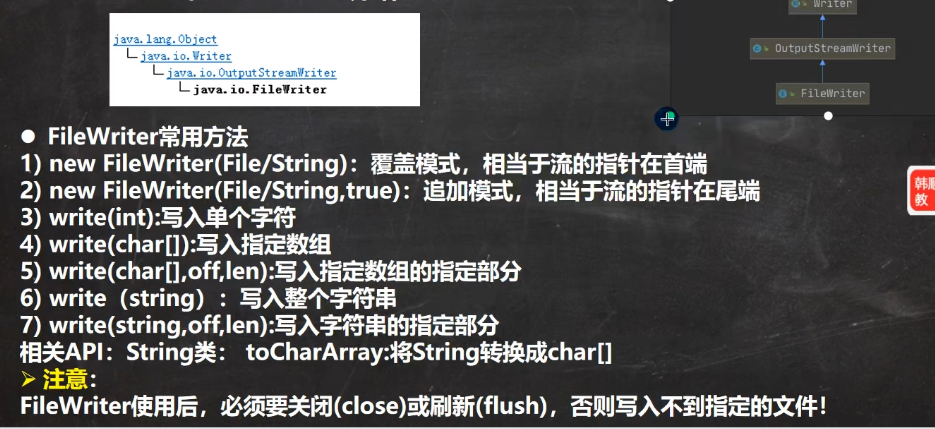 java.lang.Object
java.io.Writer
java.io.OutputStreamWriter
java.io.FileWriter
Writer
OutputStreamWriter
FileWriter
● FileWriter常用方法
1) new FileWriter(File/String)：覆盖模式，相当于流的指针在首端
2) new FileWriter(File/String,true)：追加模式，相当于流的指针在尾端
3) write(int):写入单个字符
4) write(char[]):写入指定数组
5) write(char[],off,len):写入指定数组的指定部分
6) write（string）：写入整个字符串
7) write(string,off,len):写入字符串的指定部分
相关API：String类： toCharArray:将String转换成char[]
➢ 注意：
FileWriter使用后，必须要关闭(close)或刷新(flush)，否则写入不到指定的文件！
韩顺
教